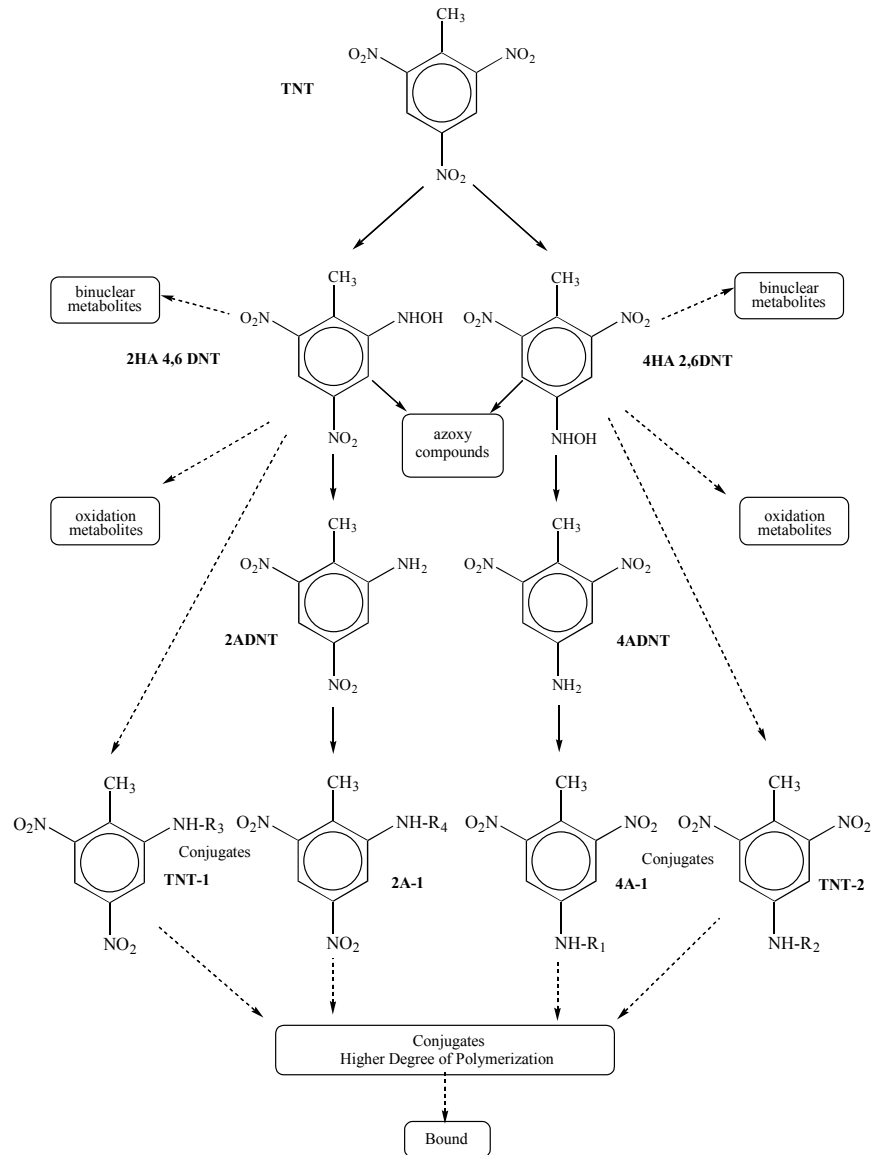 CH₃
O₂N
NO₂
TNT
NO₂
CH₃
CH₃
binuclear
metabolites
binuclear
metabolites
O₂N
NHOH
O₂N
NO₂
2HA 4,6 DNT
4HA 2,6DNT
NO₂
azoxy
compounds
NHOH
oxidation
metabolites
CH₃
CH₃
oxidation
metabolites
O₂N
NH₂
O₂N
NO₂
2ADNT
4ADNT
NO₂
NH₂
CH₃
CH₃
CH₃
CH₃
O₂N
NH-R₃
O₂N
NH-R₄
O₂N
NO₂
O₂N
NO₂
Conjugates
Conjugates
TNT-1
2A-1
4A-1
TNT-2
NO₂
NO₂
NH-R₁
NH-R₂
Conjugates
Higher Degree of Polymerization
Bound